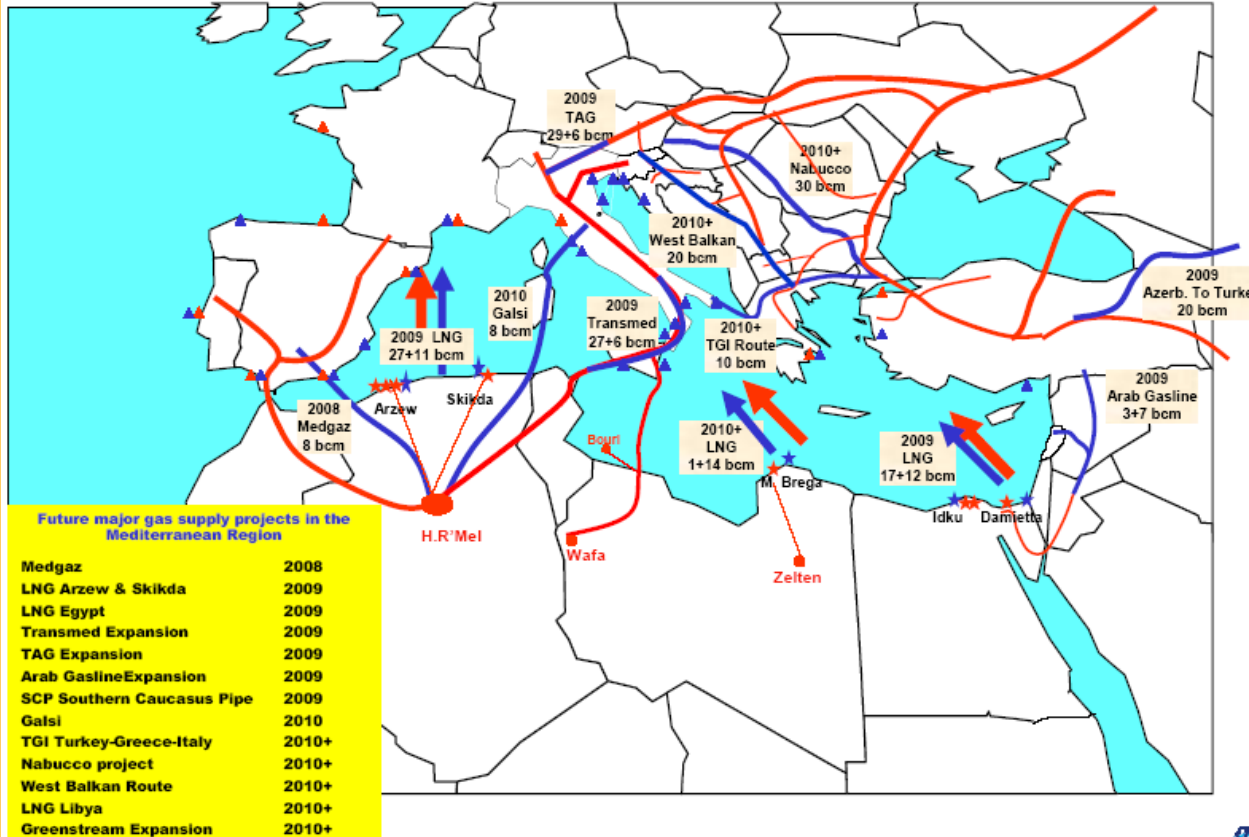 2009
TAG
29+6 bcm
2010+
Nabucco
30 bcm
2010+
West Balkan
20 bcm
2009
Azerb. To Turke
20 bcm
2010
Galsi
8 bcm
2009
Transmed
27+6 bcm
2010+
TGI Route
10 bcm
2009 LNG
27+11 bcm
2009
Arab Gasline
3+7 bcm
Arzew
Skikda
2008
Medgaz
8 bcm
Bouri
2010+
LNG
1+14 bcm
M. Brega
2009
LNG
17+12 bcm
Idku
Damietta
H.R'Mel
Wafa
Zelten
Future major gas supply projects in the
Mediterranean Region
Medgaz 2008
LNG Arzew & Skikda 2009
LNG Egypt 2009
Transmed Expansion 2009
TAG Expansion 2009
Arab GaslineExpansion 2009
SCP Southern Caucasus Pipe 2009
Galsi 2010
TGI Turkey-Greece-Italy 2010+
Nabucco project 2010+
West Balkan Route 2010+
LNG Libya 2010+
Greenstream Expansion 2010+